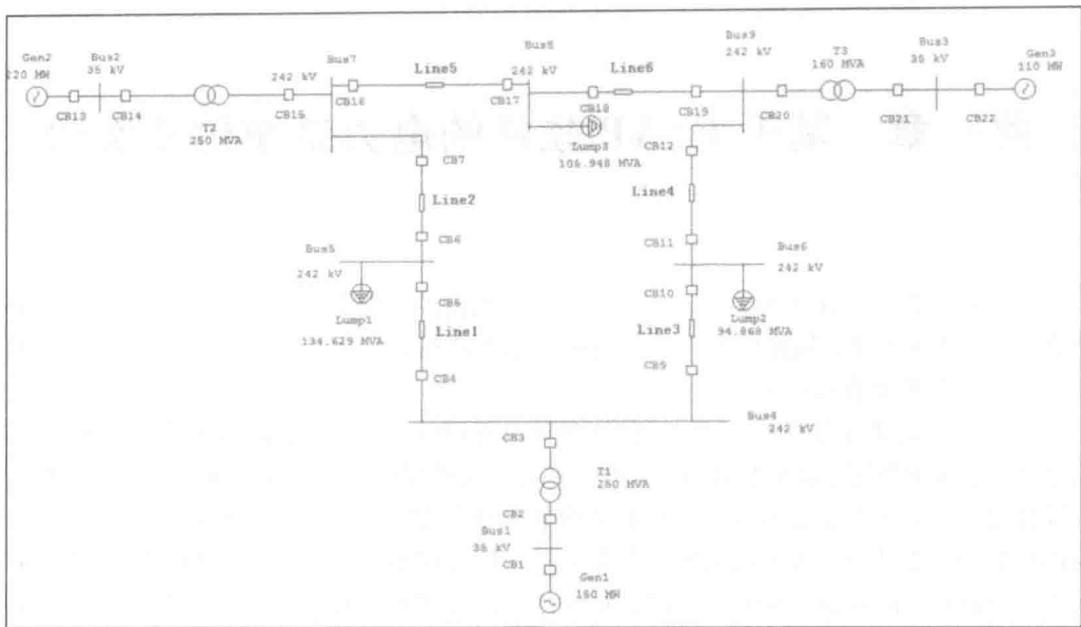 Gen2
220 MW
Bus2
35 kV
CB13
CB14
T2
250 MVA
242 kV
CB15
Bus7
CB16
Line5
CB17
Bus8
242 kV
CB18
Line6
Lump3
106.948 MVA
CB19
Bus9
242 kV
CB20
T3
160 MVA
CB21
Bus3
35 kV
CB22
Gen3
110 MW
CB7
Line2
CB6
Bus5
242 kV
Lump1
134.629 MVA
CB5
Line1
CB4
CB12
Line4
CB11
Bus6
242 kV
CB10
Lump2
94.868 MVA
Line3
CB9
Bus4
242 kV
CB3
T1
250 MVA
CB2
Bus1
CB1
Gen1